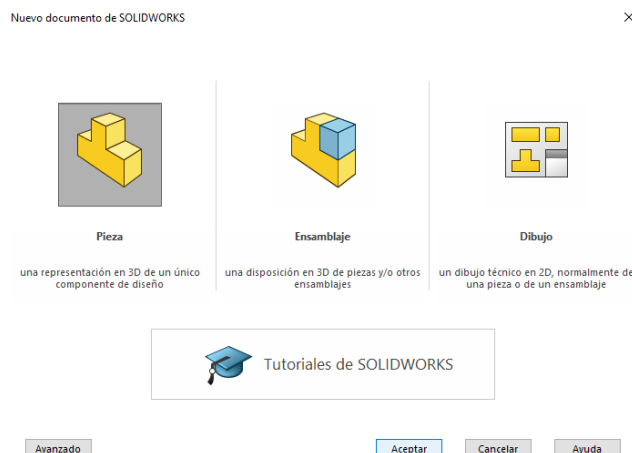 Nuevo documento de SOLIDWORKS
Pieza
una representación en 3D de un único
componente de diseño
Ensamblaje
una disposición en 3D de piezas y/o otros
ensamblajes
Dibujo
un dibujo técnico en 2D, normalmente de
una pieza o de un ensamblaje
Tutoriales de SOLIDWORKS
Avanzado
Aceptar
Cancelar
Ayuda